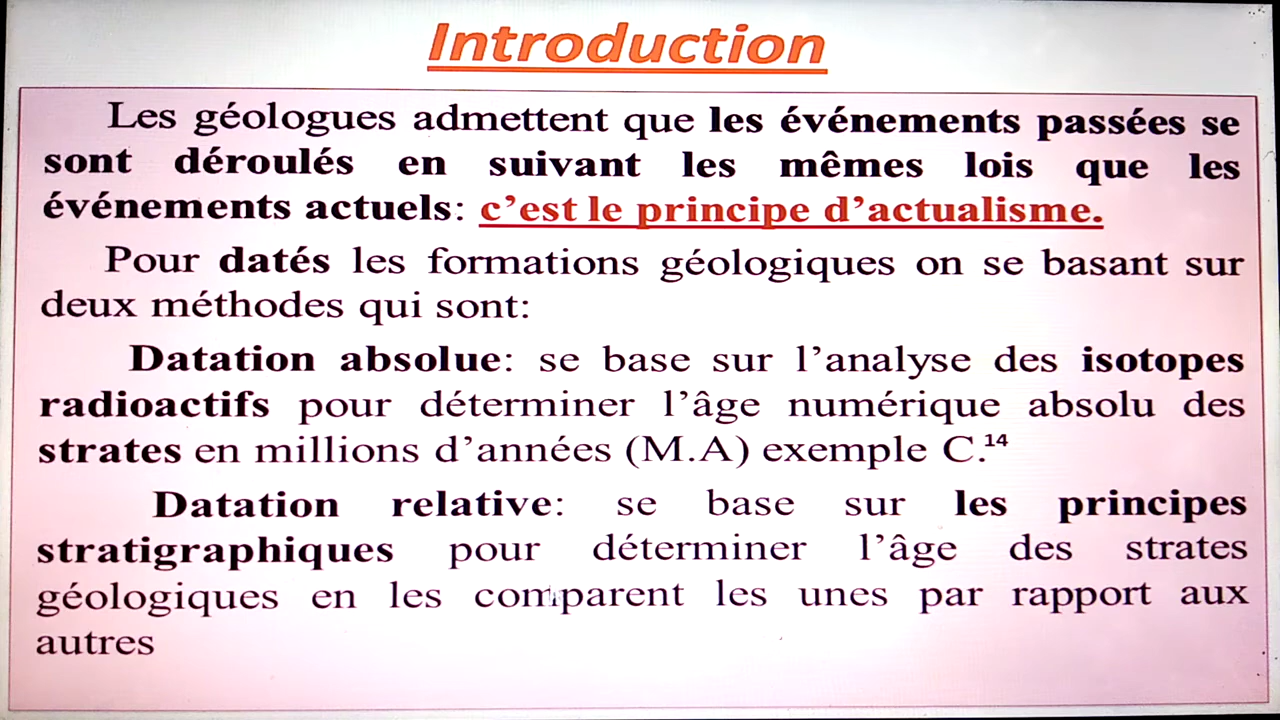 Introduction
Les géologues admettent que les événements passées se
sont déroulés en suivant les mêmes lois que les
événements actuels: c’est le principe d’actualisme.
Pour datés les formations géologiques on se basant sur
deux méthodes qui sont:
Datation absolue: se base sur l’analyse des isotopes
radioactifs pour déterminer l’âge numérique absolu des
strates en millions d’années (M.A) exemple C.¹⁴
Datation relative: se base sur les principes
stratigraphiques pour déterminer l’âge des strates
géologiques en les comparent les unes par rapport aux
autres